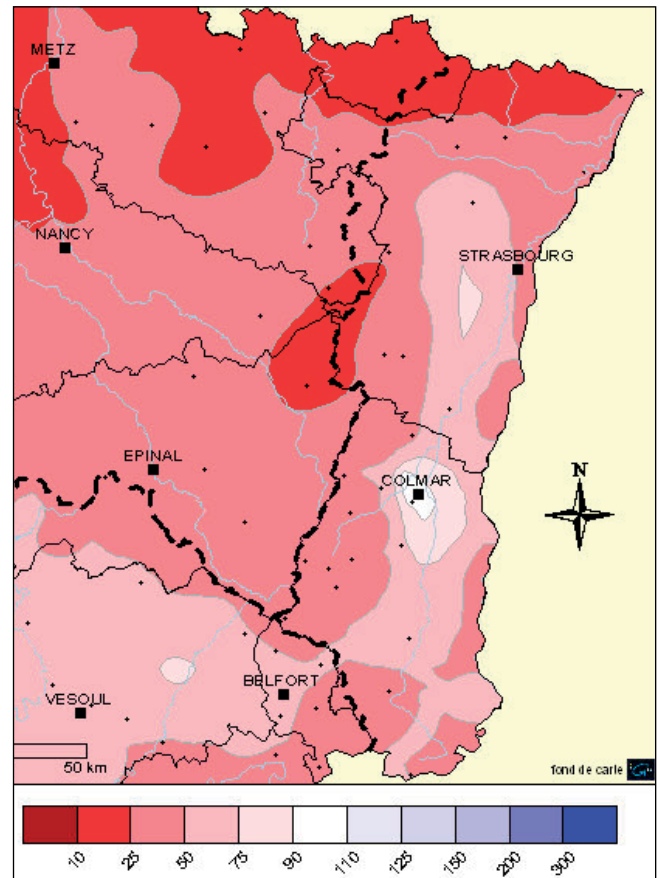 METZ
NANCY
STRASBOURG
EPINAL
COLMAR
N
BELFORT
VESOUL
50 km
fond de carte
10 25 50 75 90 110 125 150 200 300